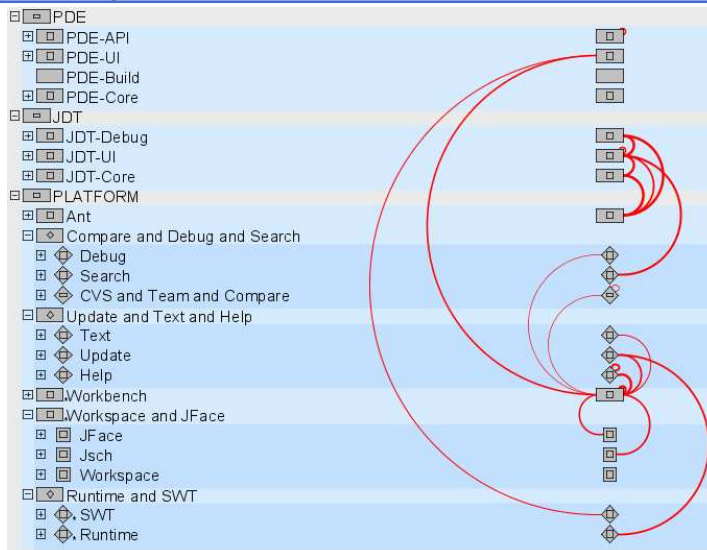 PDE
PDE-API
PDE-UI
PDE-Build
PDE-Core
JDT
JDT-Debug
JDT-UI
JDT-Core
PLATFORM
Ant
Compare and Debug and Search
Debug
Search
CVS and Team and Compare
Update and Text and Help
Text
Update
Help
Workbench
Workspace and JFace
JFace
Jsch
Workspace
Runtime and SWT
SWT
Runtime